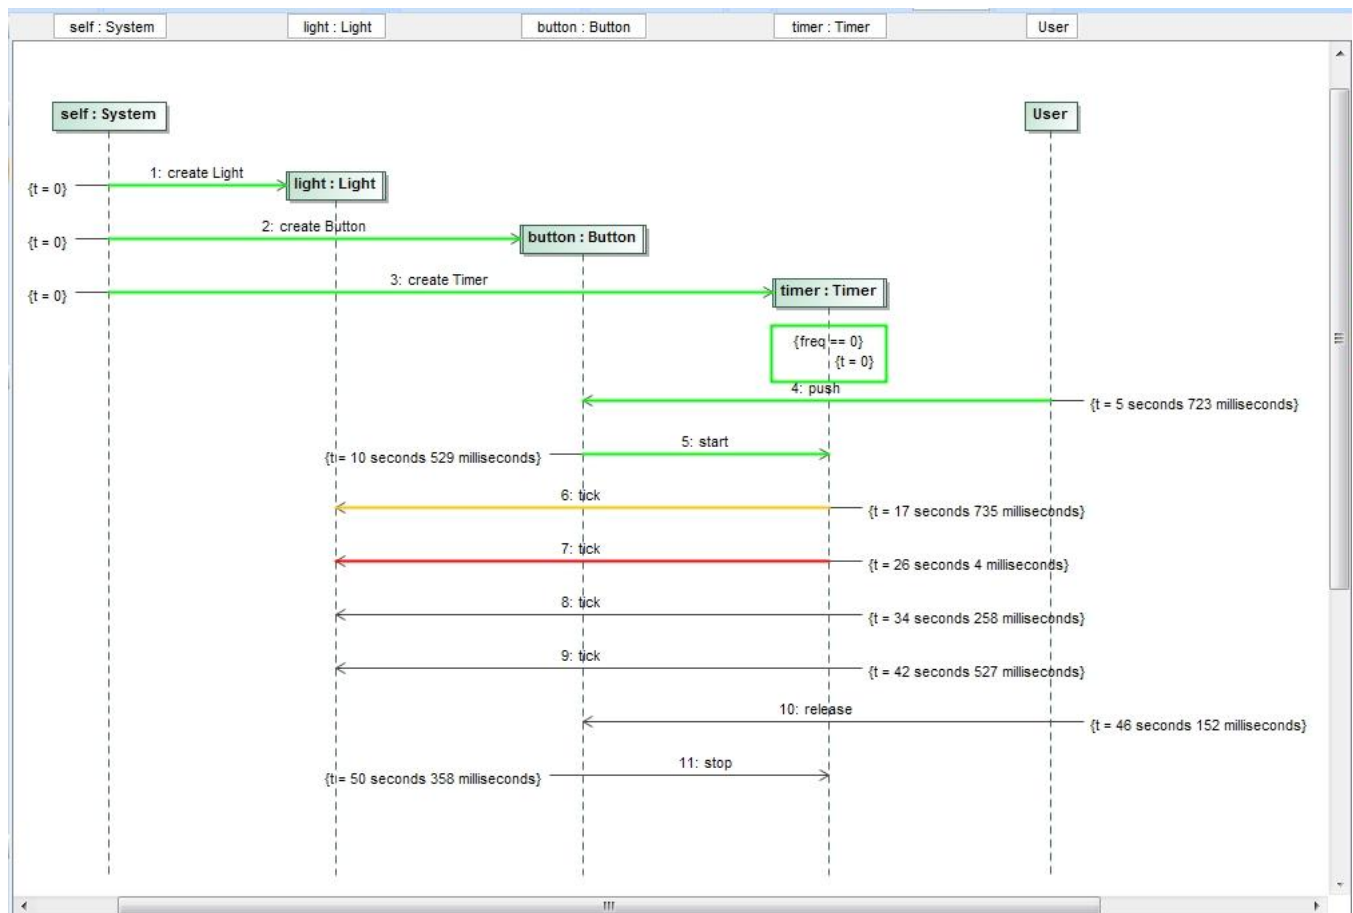 self : System
light : Light
button : Button
timer : Timer
User
self : System
User
1: create Light
light : Light
{t = 0}
2: create Button
button : Button
{t = 0}
3: create Timer
timer : Timer
{t = 0}
{freq == 0}
{t = 0}
4: push
{t = 5 seconds 723 milliseconds}
5: start
{t = 10 seconds 529 milliseconds}
6: tick
{t = 17 seconds 735 milliseconds}
7: tick
{t = 26 seconds 4 milliseconds}
8: tick
{t = 34 seconds 258 milliseconds}
9: tick
{t = 42 seconds 527 milliseconds}
10: release
{t = 46 seconds 152 milliseconds}
11: stop
{t = 50 seconds 358 milliseconds}